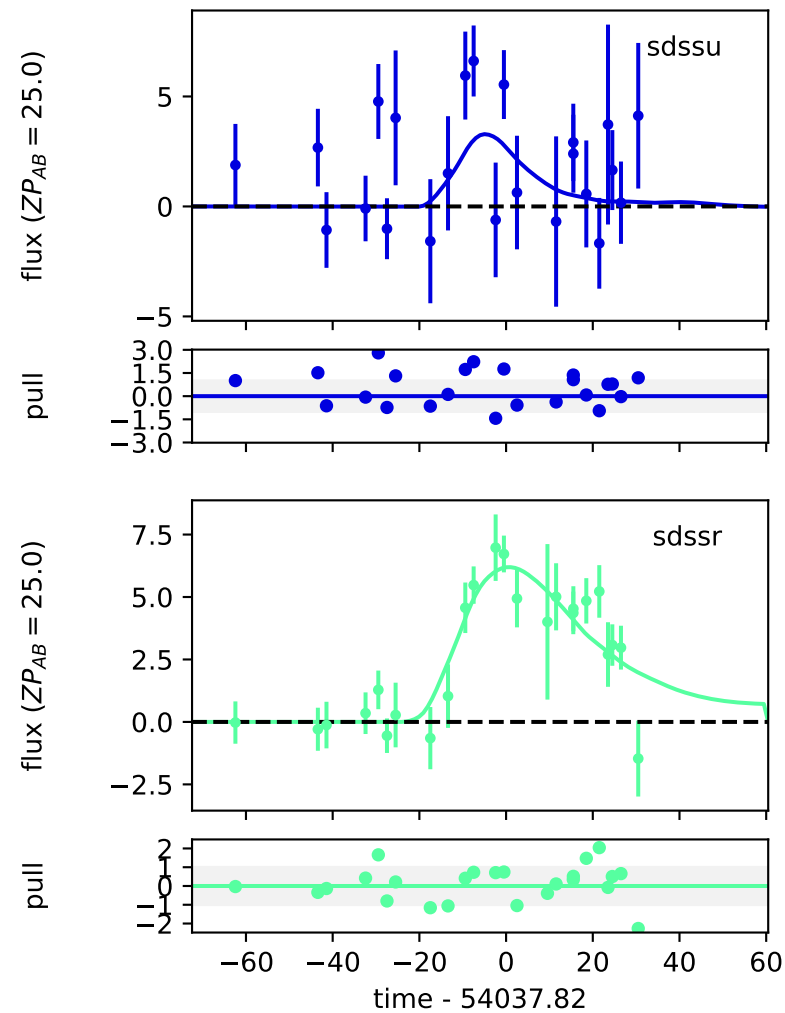 sdssu
flux (ZP_AB = 25.0)
5
0
−5
pull
3.0
1.5
0.0
−1.5
−3.0
sdssr
flux (ZP_AB = 25.0)
7.5
5.0
2.5
0.0
−2.5
pull
2
1
0
−1
−2
−60 −40 −20 0 20 40 60
time - 54037.82